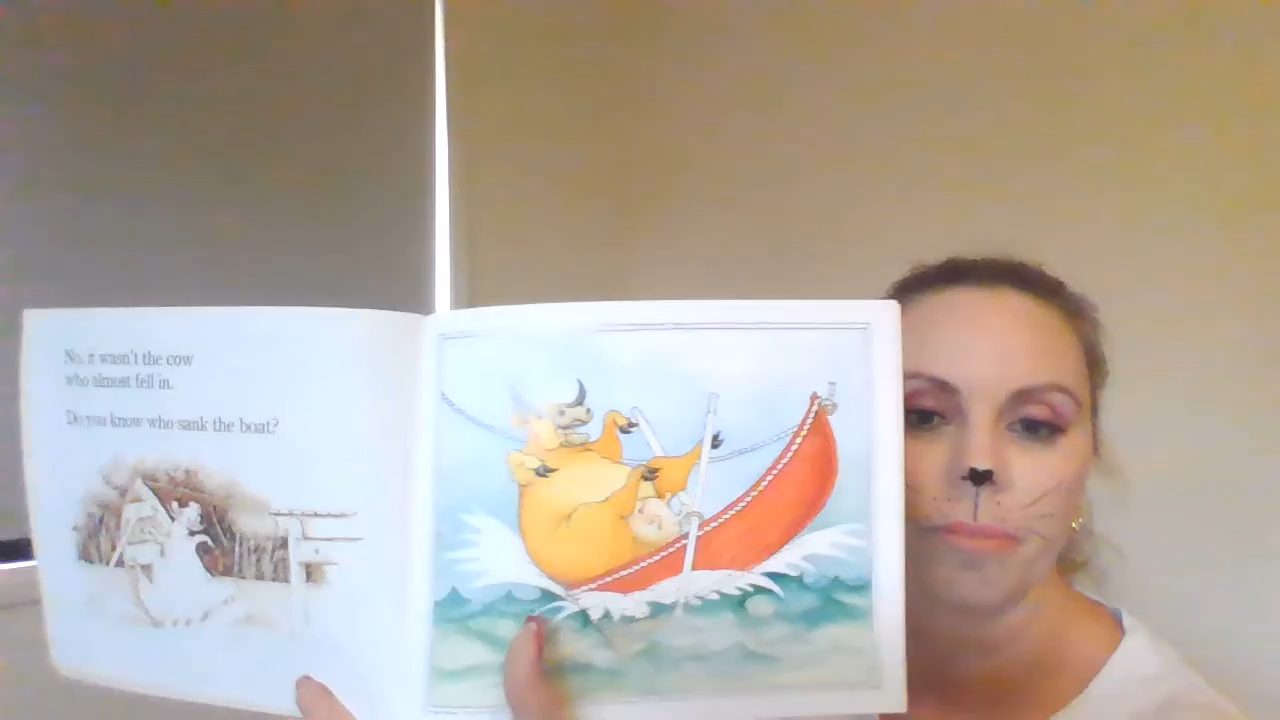 No, it wasn't the cow
who almost fell in.
Do you know who sank the boat?